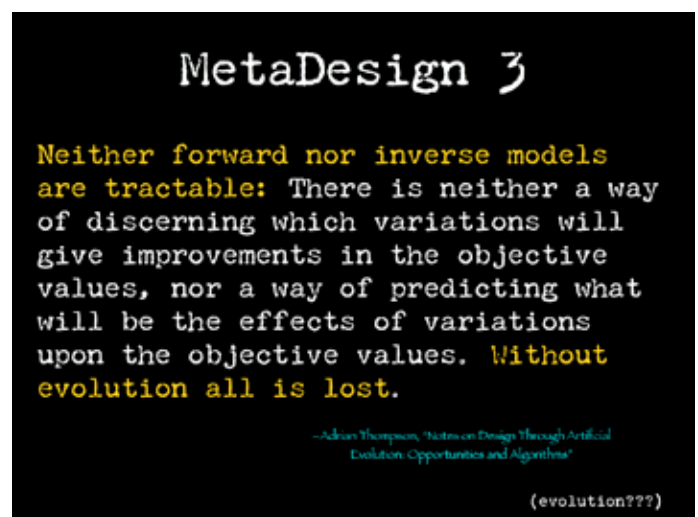 MetaDesign 3
Neither forward nor inverse models
are tractable: There is neither a way
of discerning which variations will
give improvements in the objective
values, nor a way of predicting what
will be the effects of variations
upon the objective values. Without
evolution all is lost.
--Adrian Thompson, "Notes on Design Through Artificial
Evolution: Opportunities and Algorithms"
(evolution???)